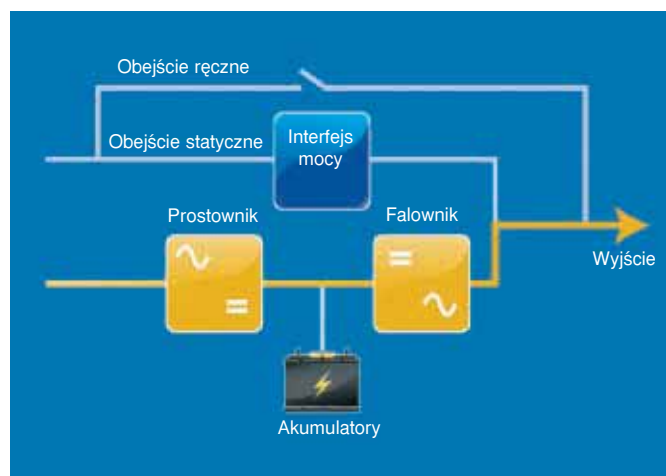 Obejście ręczne
Obejście statyczne
Interfejs
mocy
Prostownik
Falownik
Wyjście
Akumulatory